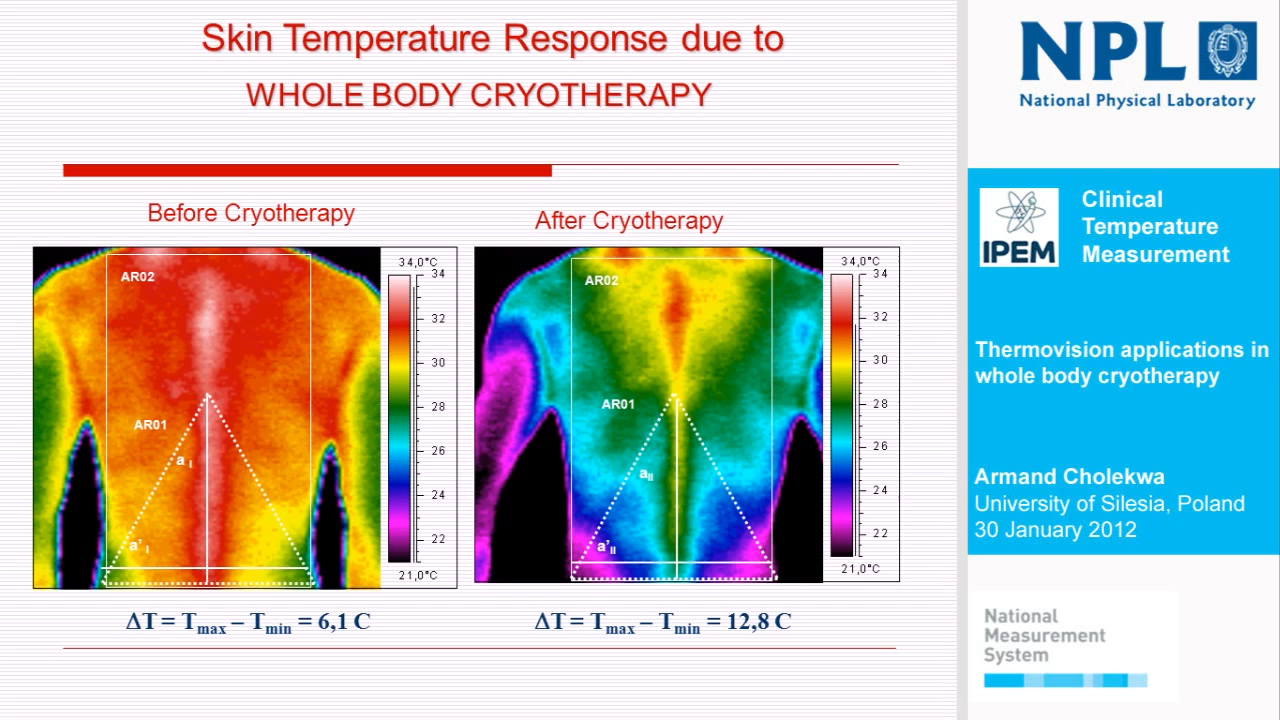 Skin Temperature Response due to
WHOLE BODY CRYOTHERAPY
Before Cryotherapy
After Cryotherapy
AR02
AR01
a I
a’ I
34,0°C
34
32
30
28
26
24
22
21,0°C
AR02
AR01
aII
a’II
34,0°C
34
32
30
28
26
24
22
21,0°C
ΔT = Tmax – Tmin = 6,1 C
ΔT = Tmax – Tmin = 12,8 C
NPL
National Physical Laboratory
IPEM
Clinical
Temperature
Measurement
Thermovision applications in
whole body cryotherapy
Armand Cholekwa
University of Silesia, Poland
30 January 2012
National
Measurement
System